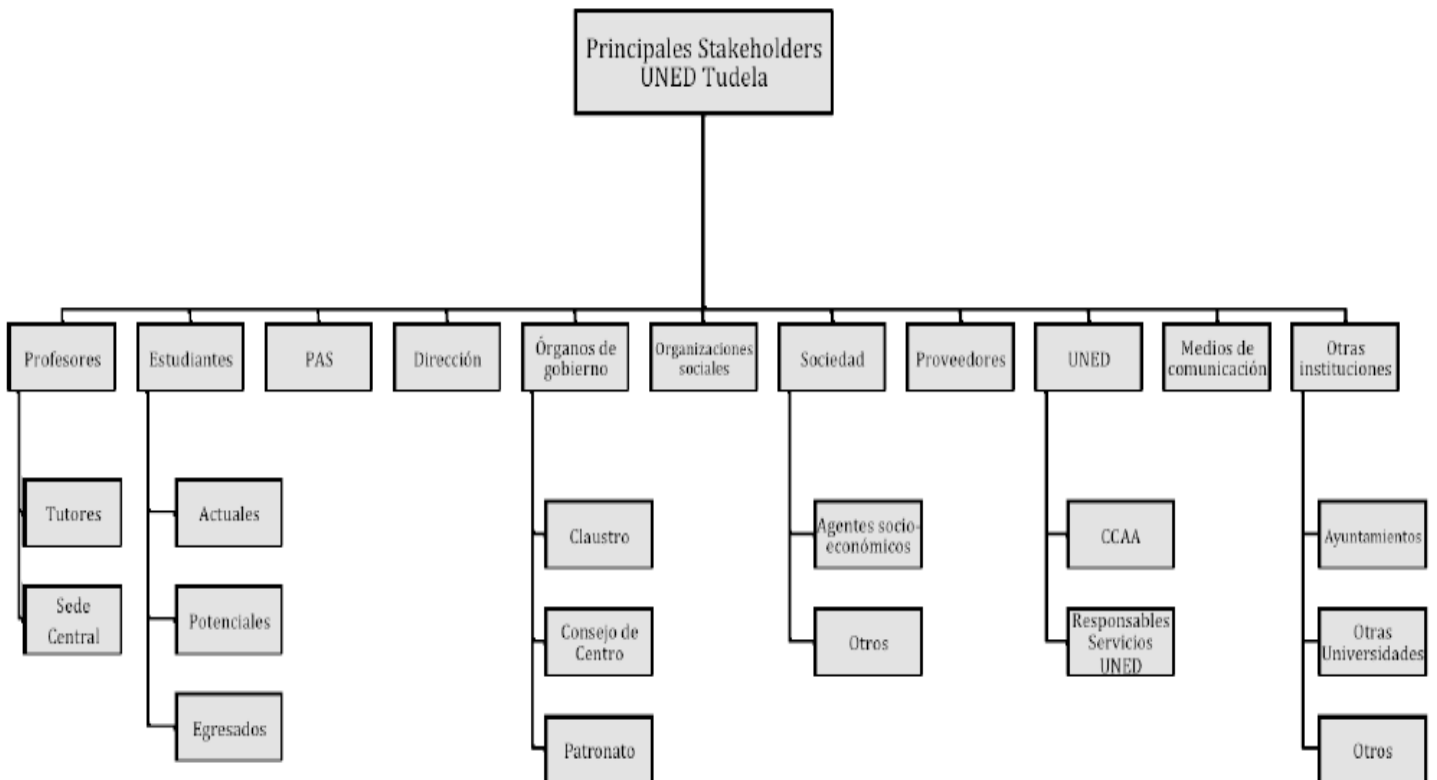 Principales Stakeholders
UNED Tudela
Profesores
Estudiantes
PAS
Dirección
Órganos de
gobierno
Organizaciones
sociales
Sociedad
Proveedores
UNED
Medios de
comunicación
Otras
instituciones
Tutores
Sede
Central
Actuales
Potenciales
Egresados
Claustro
Consejo de
Centro
Patronato
Agentes socio-
económicos
Otros
CCAA
Responsables
Servicios
UNED
Ayuntamientos
Otras
Universidades
Otros